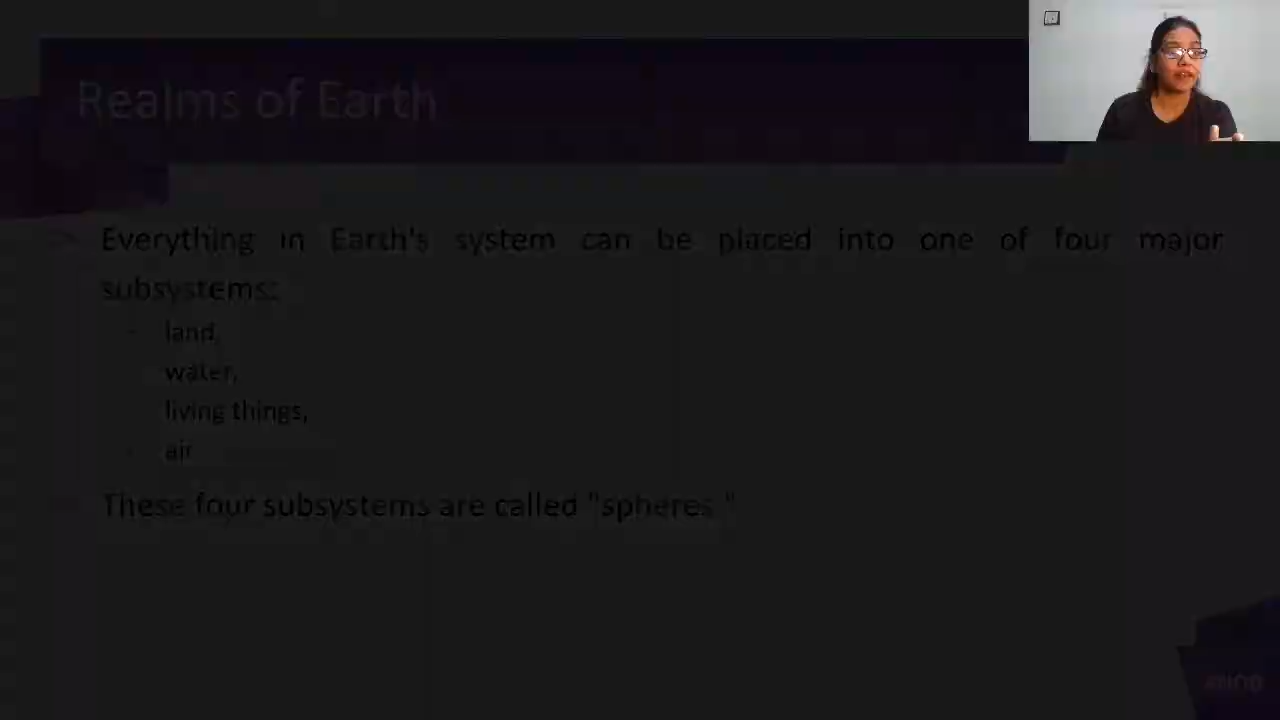 Realms of Earth
Everything in Earth's system can be placed into one of four major
subsystems:
land,
water,
living things,
air
These four subsystems are called "spheres."